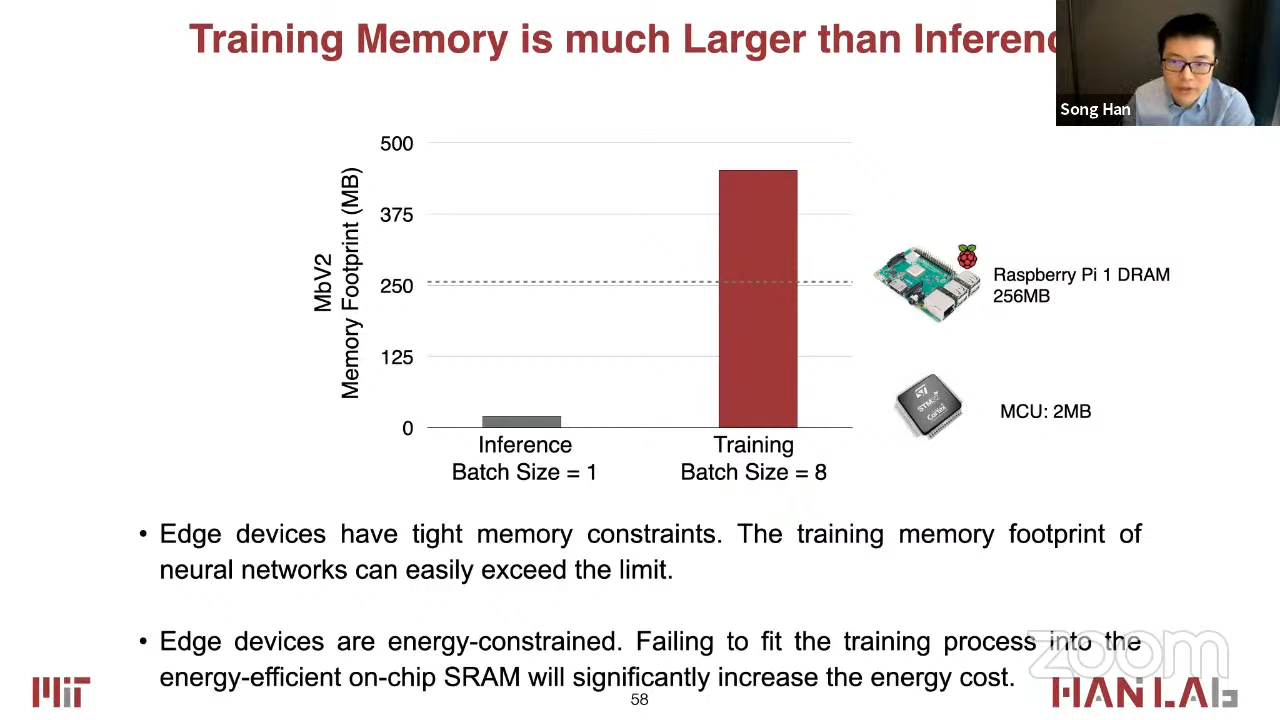 Training Memory is much Larger than Inferenc
Song Han
MbV2
Memory Footprint (MB)
500
375
250
125
0
Inference
Batch Size = 1
Training
Batch Size = 8
Raspberry Pi 1 DRAM
256MB
STM32
Cortex
MCU: 2MB
• Edge devices have tight memory constraints. The training memory footprint of
neural networks can easily exceed the limit.
• Edge devices are energy-constrained. Failing to fit the training process into the
energy-efficient on-chip SRAM will significantly increase the energy cost.
zoom
MIT
58
HAN LAB